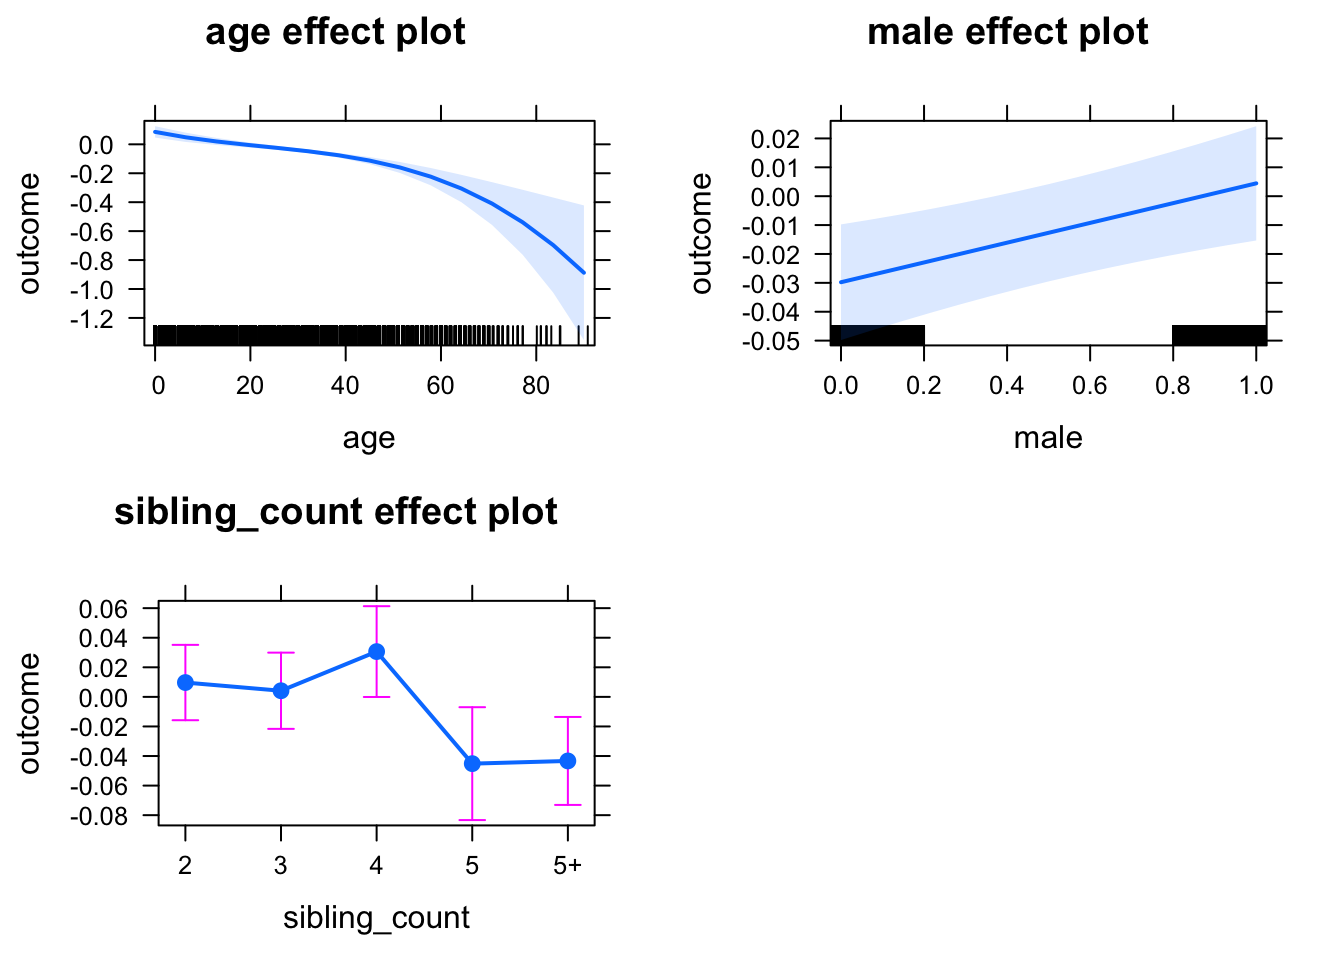 age effect plot
outcome
0.0
-0.2
-0.4
-0.6
-0.8
-1.0
-1.2
0 20 40 60 80
age
male effect plot
outcome
0.02
0.01
0.00
-0.01
-0.02
-0.03
-0.04
-0.05
0.0 0.2 0.4 0.6 0.8 1.0
male
sibling_count effect plot
outcome
0.06
0.04
0.02
0.00
-0.02
-0.04
-0.06
-0.08
2 3 4 5 5+
sibling_count